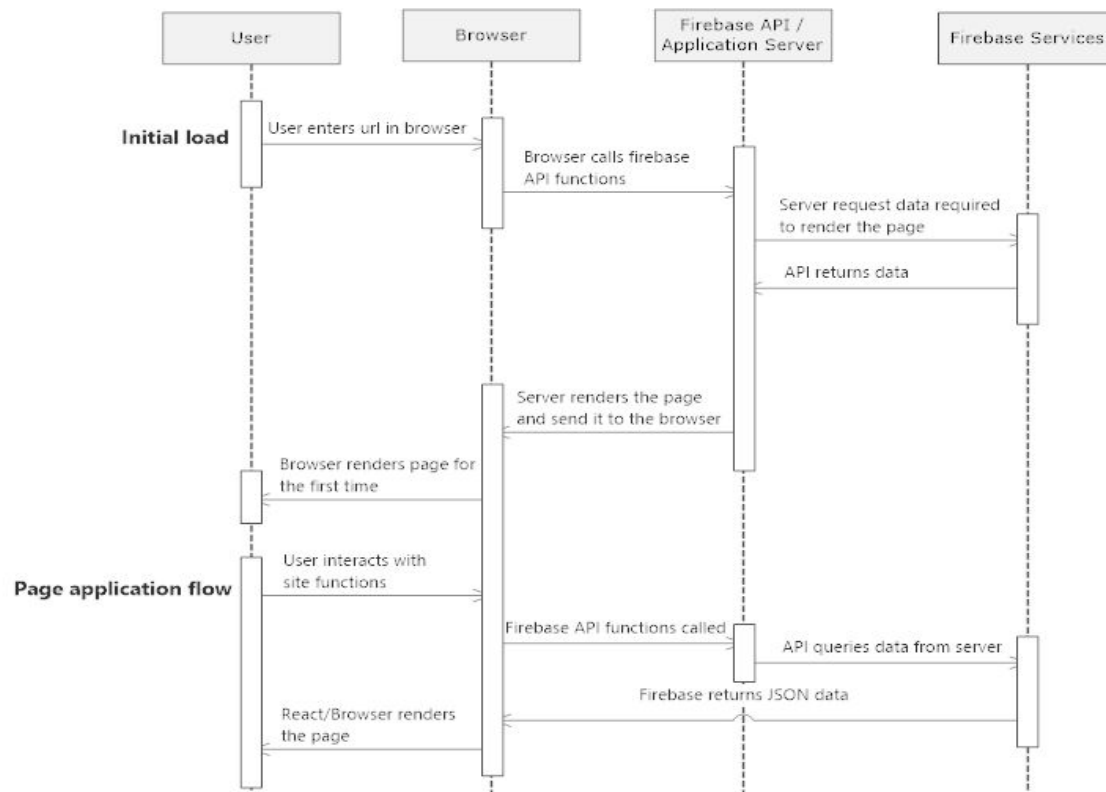 User
Browser
Firebase API /
Application Server
Firebase Services
Initial load
User enters url in browser
Browser calls firebase
API functions
Server request data required
to render the page
API returns data
Server renders the page
and send it to the browser
Browser renders page for
the first time
Page application flow
User interacts with
site functions
Firebase API functions called
API queries data from server
Firebase returns JSON data
React/Browser renders
the page